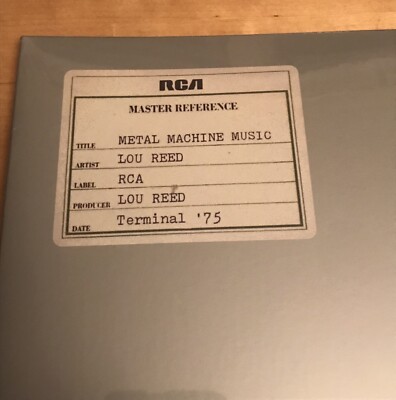 RCA
MASTER REFERENCE
TITLE METAL MACHINE MUSIC
ARTIST LOU REED
LABEL RCA
PRODUCER LOU REED
DATE Terminal '75